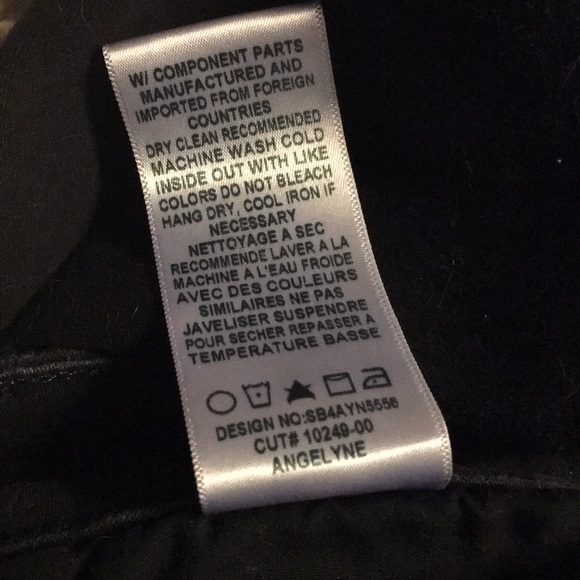 W/ COMPONENT PARTS
MANUFACTURED AND
IMPORTED FROM FOREIGN
COUNTRIES
DRY CLEAN RECOMMENDED
MACHINE WASH COLD
INSIDE OUT WITH LIKE
COLORS DO NOT BLEACH
HANG DRY, COOL IRON IF
NECESSARY
NETTOYAGE A SEC
RECOMMENDE LAVER A LA
MACHINE A L'EAU FROIDE
AVEC DES COULEURS
SIMILAIRES NE PAS
JAVELISER SUSPENDRE
POUR SECHER REPASSER A
TEMPERATURE BASSE
DESIGN NO:SB4AYN5556
CUT# 10249-00
ANGELYNE